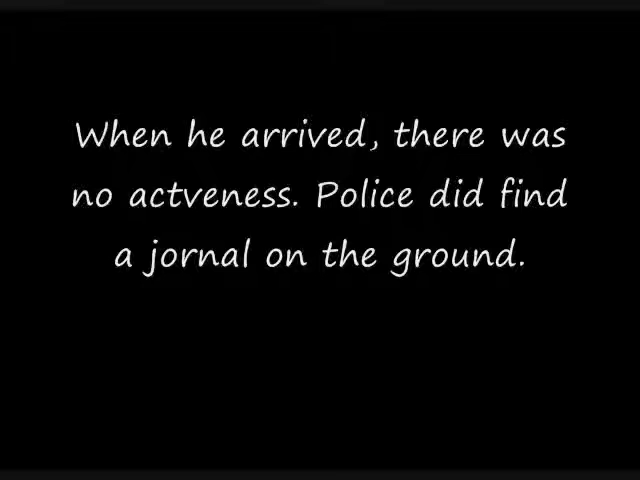 When he arrived, there was
no actveness. Police did find
a jornal on the ground.